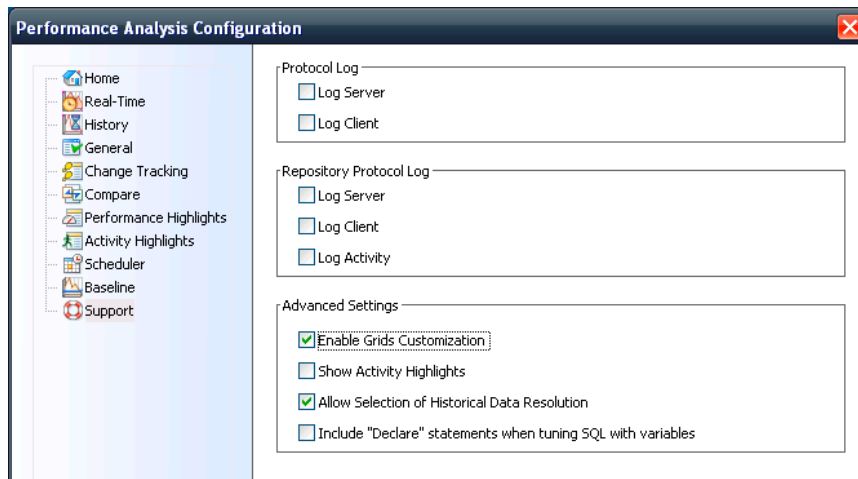 Performance Analysis Configuration
Home
Real-Time
History
General
Change Tracking
Compare
Performance Highlights
Activity Highlights
Scheduler
Baseline
Support
Protocol Log
Log Server
Log Client
Repository Protocol Log
Log Server
Log Client
Log Activity
Advanced Settings
Enable Grids Customization
Show Activity Highlights
Allow Selection of Historical Data Resolution
Include "Declare" statements when tuning SQL with variables